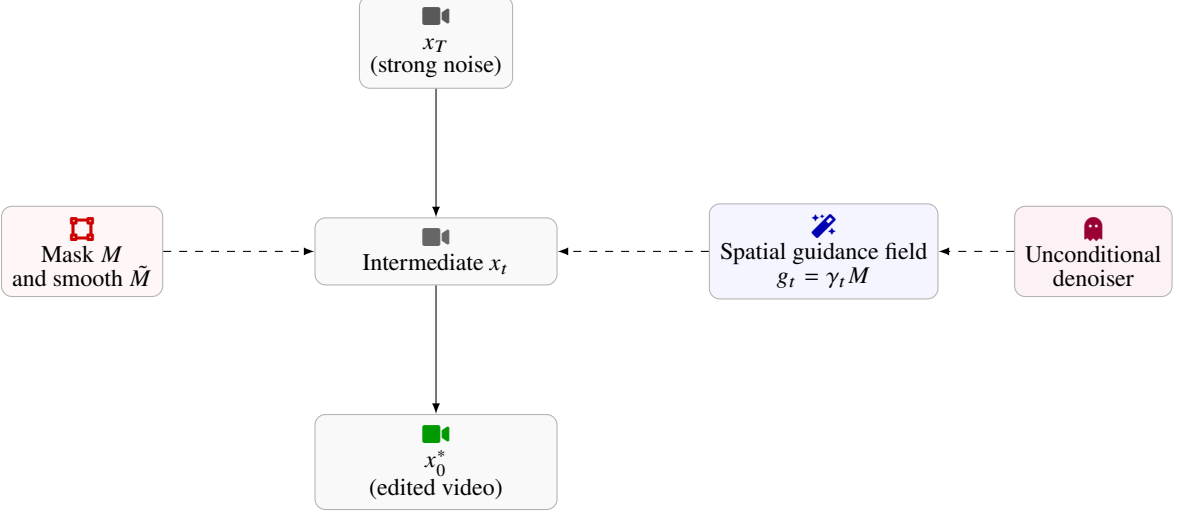 x_T
(strong noise)
Mask M
and smooth M̃
Intermediate x_t
Spatial guidance field
g_t = γ_t M
Unconditional
denoiser
x_0^*
(edited video)